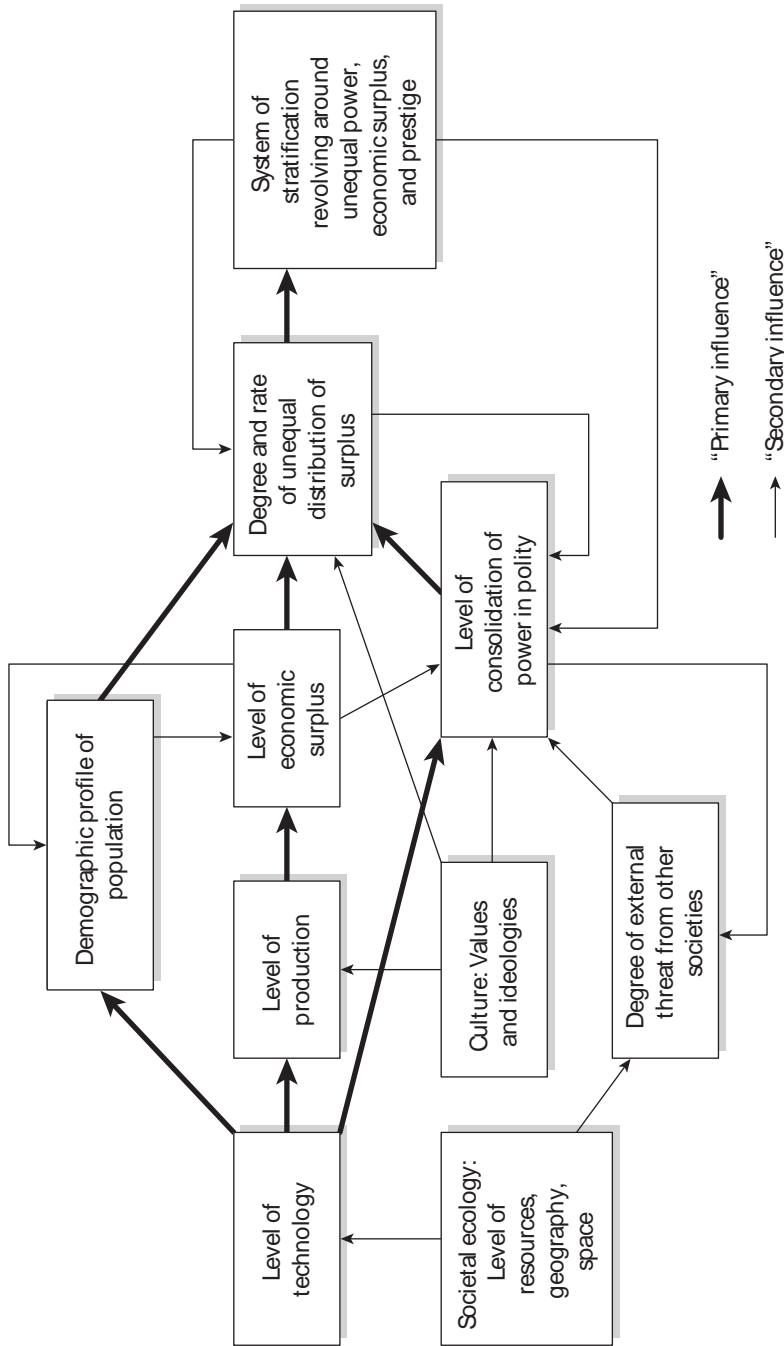 Demographic profile of
population
Level of
technology
Level of
production
Level of
economic
surplus
Degree and rate
of unequal
distribution of
surplus
System of
stratification
revolving around
unequal power,
economic surplus,
and prestige
Societal ecology:
Level of
resources,
geography,
space
Culture: Values
and ideologies
Level of
consolidation of
power in polity
Degree of external
threat from other
societies
“Primary influence”
“Secondary influence”